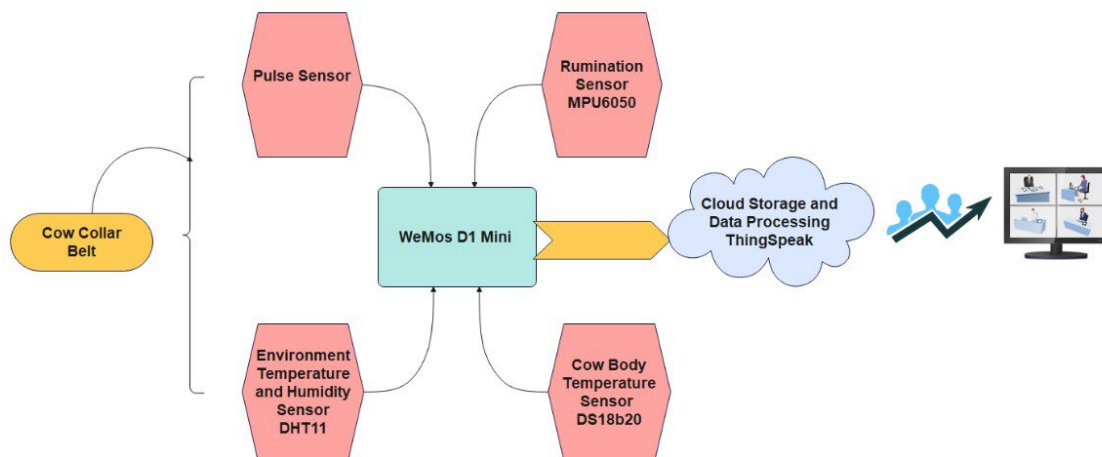 Pulse Sensor
Rumination
Sensor
MPU6050
Cow Collar
Belt
WeMos D1 Mini
Cloud Storage and
Data Processing
ThingSpeak
Environment
Temperature
and Humidity
Sensor
DHT11
Cow Body
Temperature
Sensor
DS18b20